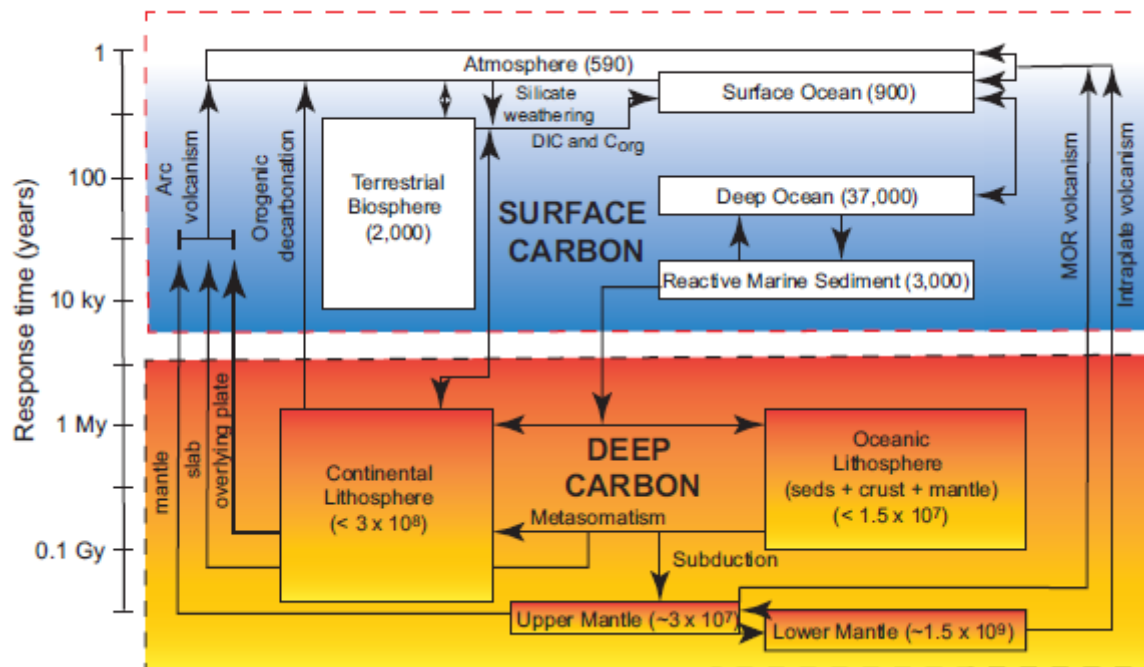 Response time (years)
1
100
10 ky
1 My
0.1 Gy
Atmosphere (590)
Surface Ocean (900)
Silicate
weathering
DIC and Corg
Terrestrial
Biosphere
(2,000)
Arc
volcanism
Orogenic
decarbonation
SURFACE
CARBON
Deep Ocean (37,000)
Reactive Marine Sediment (3,000)
MOR volcanism
Intraplate volcanism
mantle
slab
overlying plate
Continental
Lithosphere
(< 3 x 10⁸)
DEEP
CARBON
Oceanic
Lithosphere
(seds + crust + mantle)
(< 1.5 x 10⁷)
Metasomatism
Subduction
Upper Mantle (~3 x 10⁷)
Lower Mantle (~1.5 x 10⁹)